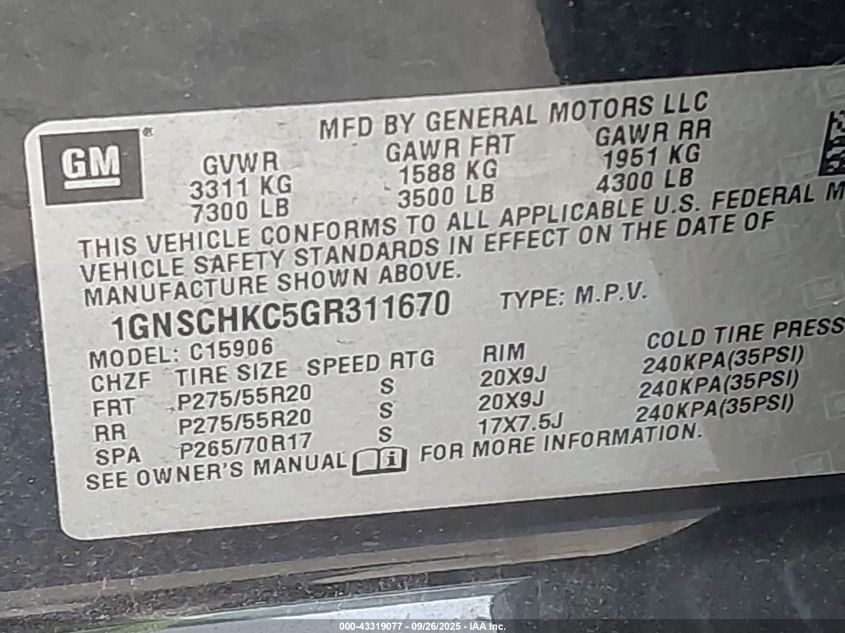 MFD BY GENERAL MOTORS LLC
GM
®
GVWR GAWR FRT GAWR RR
3311 KG 1588 KG 1951 KG
7300 LB 3500 LB 4300 LB
THIS VEHICLE CONFORMS TO ALL APPLICABLE U.S. FEDERAL M
VEHICLE SAFETY STANDARDS IN EFFECT ON THE DATE OF
MANUFACTURE SHOWN ABOVE.
1GNSCHKC5GR311670 TYPE: M.P.V.
MODEL: C15906
CHZF TIRE SIZE SPEED RTG RIM COLD TIRE PRESS
FRT P275/55R20 S 20X9J 240KPA(35PSI)
RR P275/55R20 S 20X9J 240KPA(35PSI)
SPA P265/70R17 S 17X7.5J 240KPA(35PSI)
SEE OWNER'S MANUAL i FOR MORE INFORMATION.
000-43319077 - 09/26/2025 - IAA Inc.